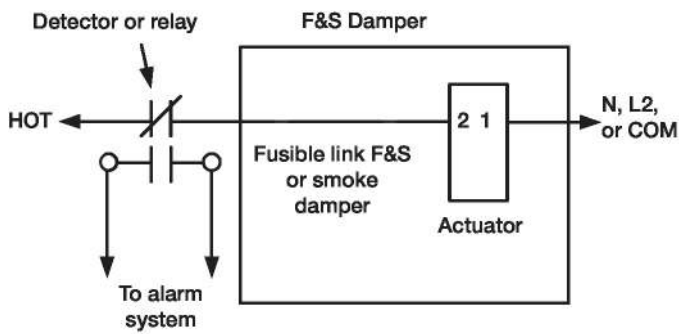 Detector or relay
F&S Damper
HOT
2 1
N, L2,
or COM
Fusible link F&S
or smoke
damper
Actuator
To alarm
system